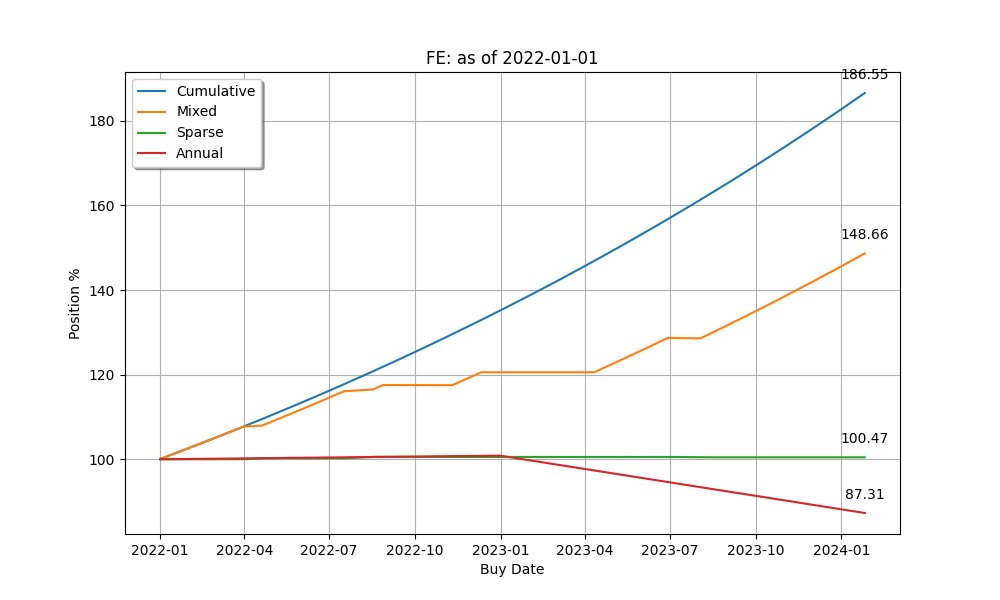 FE: as of 2022-01-01
Cumulative
Mixed
Sparse
Annual
186.55
148.66
100.47
87.31
180
160
140
120
100
Position %
2022-01
2022-04
2022-07
2022-10
2023-01
2023-04
2023-07
2023-10
2024-01
Buy Date